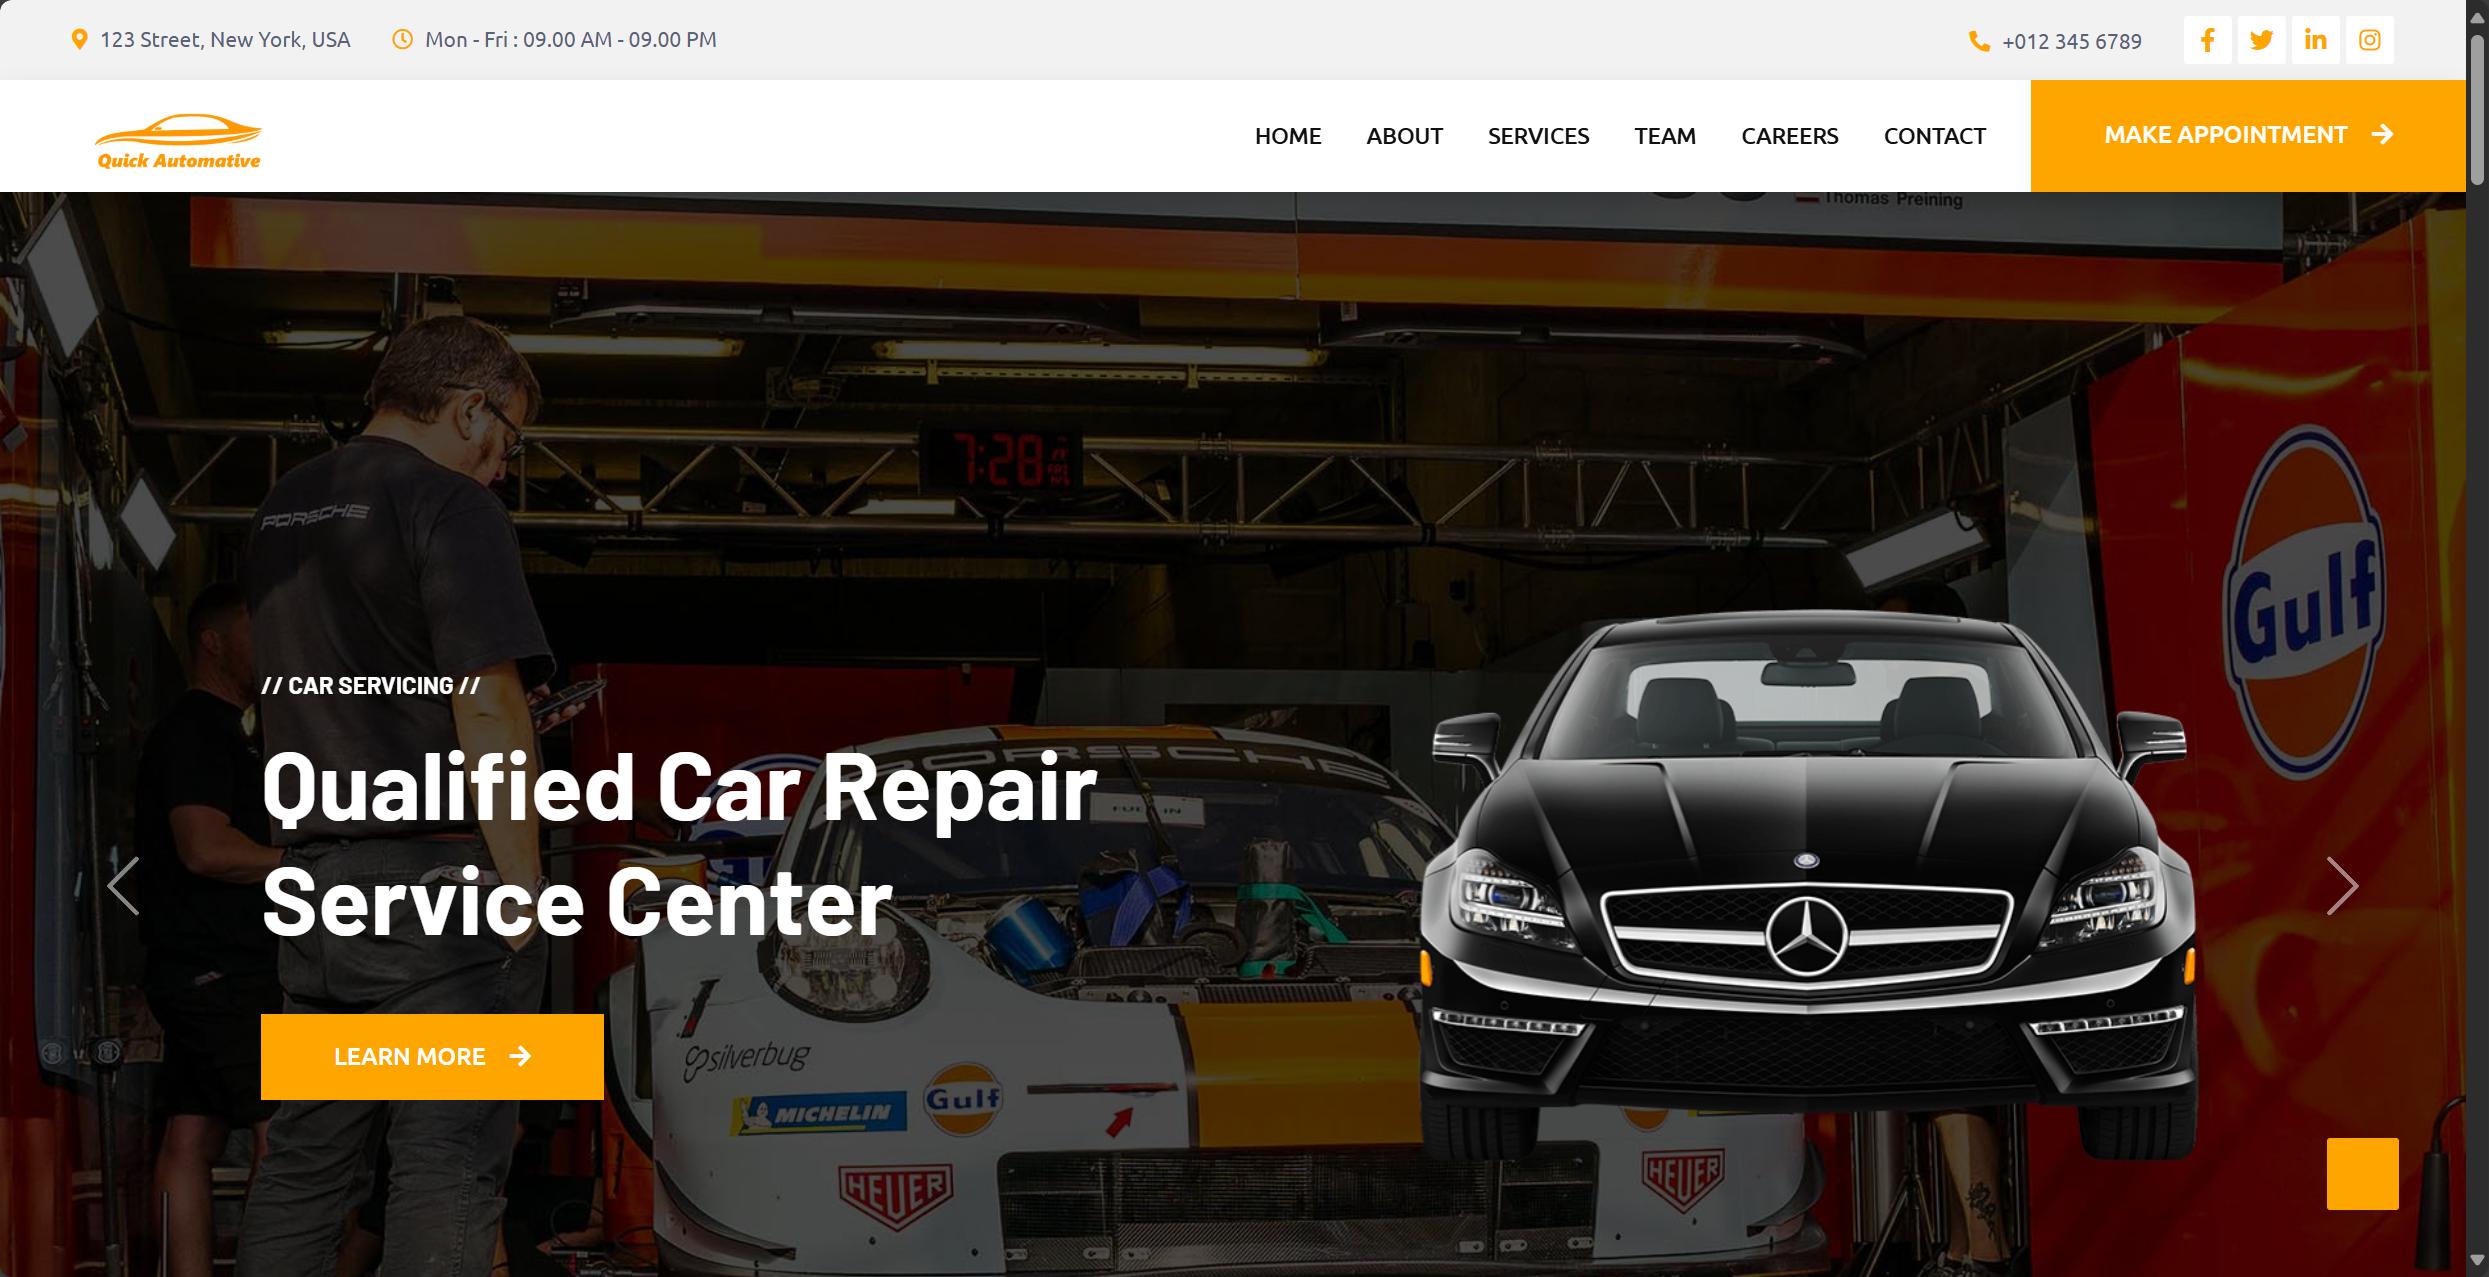 123 Street, New York, USA
Mon - Fri : 09.00 AM - 09.00 PM
+012 345 6789
Quick Automative
HOME
ABOUT
SERVICES
TEAM
CAREERS
CONTACT
MAKE APPOINTMENT
Thomas Preining
7:28
PORSCHE
Gulf
// CAR SERVICING //
PORSCHE
Qualified Car Repair
Service Center
LEARN MORE
silverbug
MICHELIN
Gulf
HEUER
HEUER